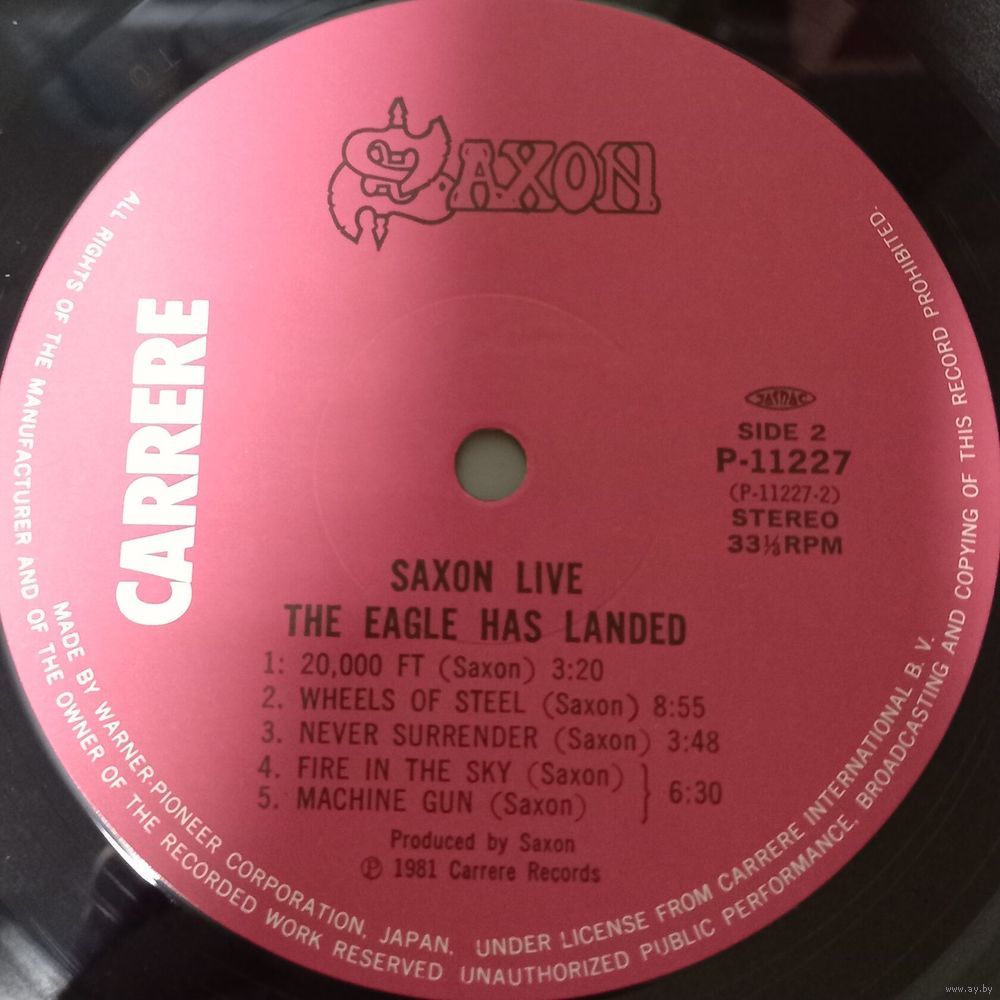 SAXON
CARRERE
JASRAC
SIDE 2
P-11227
(P-11227-2)
STEREO
33⅓RPM
SAXON LIVE
THE EAGLE HAS LANDED
1: 20,000 FT (Saxon) 3:20
2. WHEELS OF STEEL (Saxon) 8:55
3. NEVER SURRENDER (Saxon) 3:48
4. FIRE IN THE SKY (Saxon)
5. MACHINE GUN (Saxon)
6:30
Produced by Saxon
Ⓟ 1981 Carrere Records
MADE BY WARNER-PIONEER CORPORATION, JAPAN. UNDER LICENSE FROM CARRERE INTERNATIONAL B. V.
ALL RIGHTS OF THE MANUFACTURER AND OF THE OWNER OF THE RECORDED WORK RESERVED UNAUTHORIZED PUBLIC PERFORMANCE, BROADCASTING AND COPYING OF THIS RECORD PROHIBITED.
www.ay.by